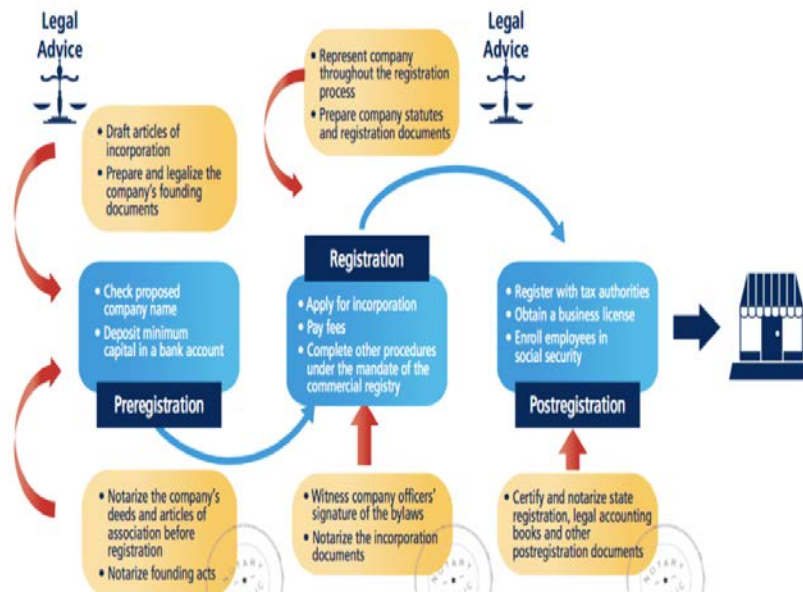 Legal
Advice
• Draft articles of
incorporation
• Prepare and legalize the
company's founding
documents
• Represent company
throughout the registration
process
• Prepare company statutes
and registration documents
Legal
Advice
• Check proposed
company name
• Deposit minimum
capital in a bank account
Preregistration
Registration
• Apply for incorporation
• Pay fees
• Complete other procedures
under the mandate of the
commercial registry
• Register with tax authorities
• Obtain a business license
• Enroll employees in
social security
Postregistration
• Notarize the company's
deeds and articles of
association before
registration
• Notarize founding acts
• Witness company officers'
signature of the bylaws
• Notarize the incorporation
documents
• Certify and notarize state
registration, legal accounting
books and other
postregistration documents
NOTARY
NOTARY
NOTARY